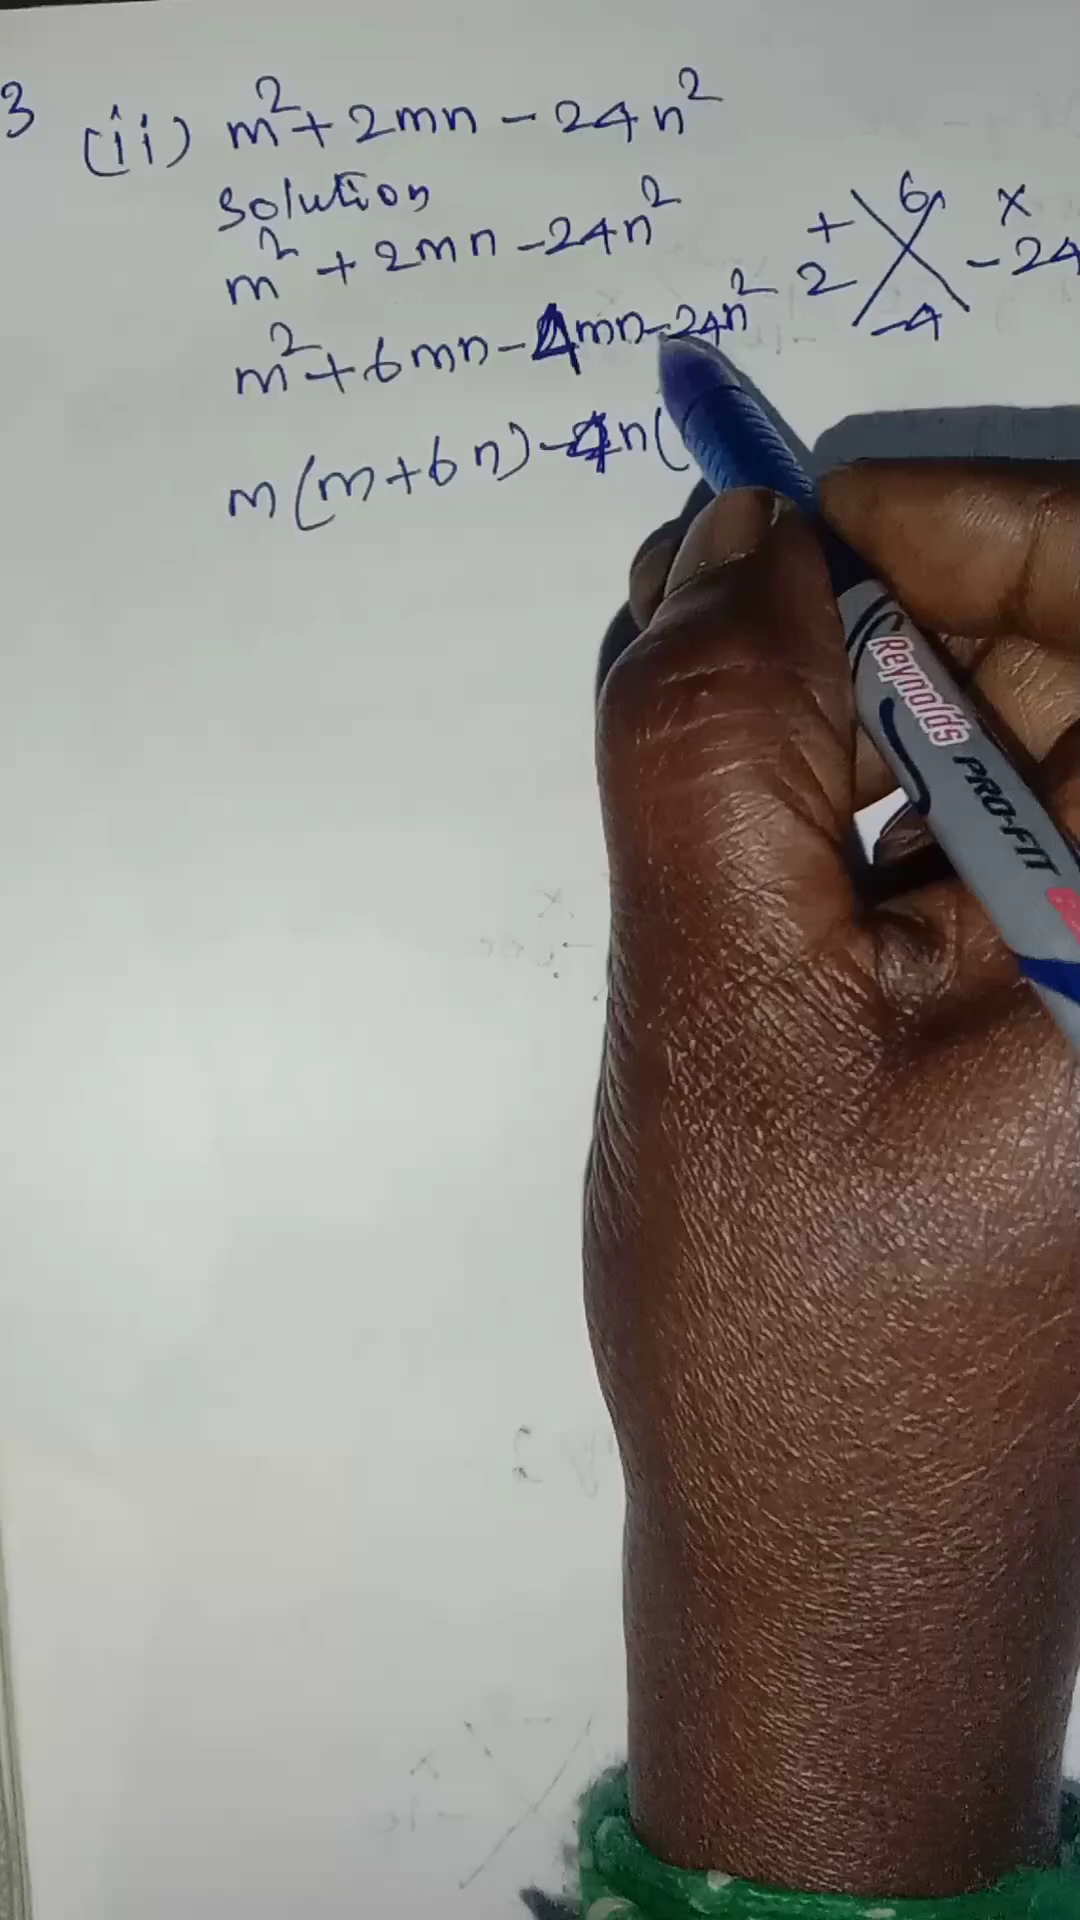 3 (ii) m²+2mn-24n²
Solution
m²+2mn-24n²
+ 6 x
2 -24
-4
m²+6mn-4mn-24n²
m(m+6n)-4n(
Reynolds PRO-FIT